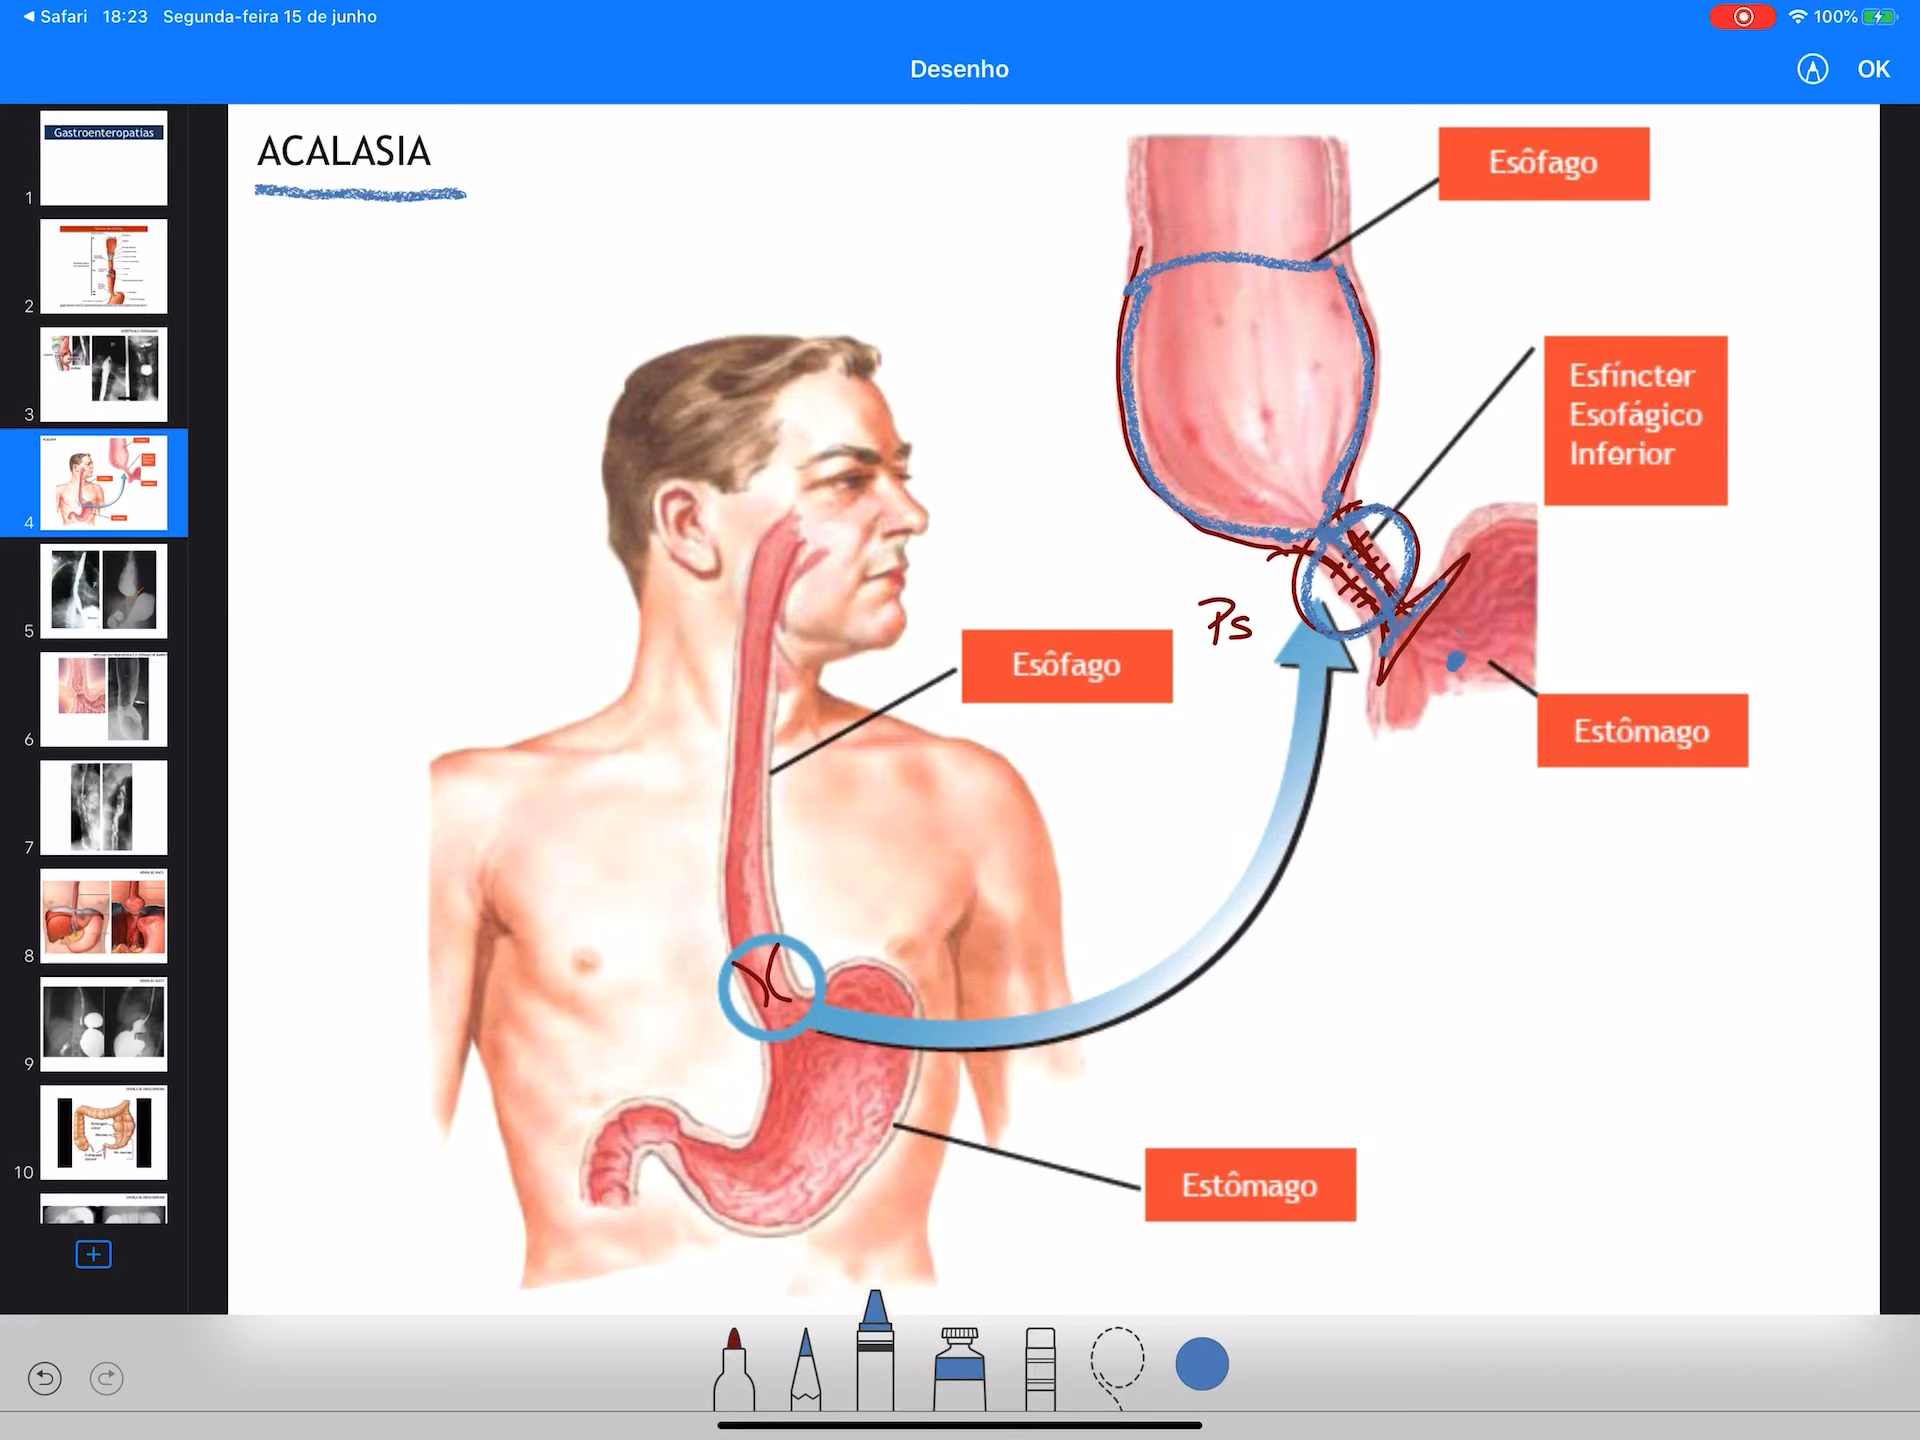 Safari 18:23 Segunda-feira 15 de junho
100%
Desenho
OK
Gastroenteropatias
1
2
3
4
5
6
7
8
9
10
ACALASIA
Esôfago
Esfíncter
Esofágico
Inferior
Ps
Esôfago
Estômago
Estômago